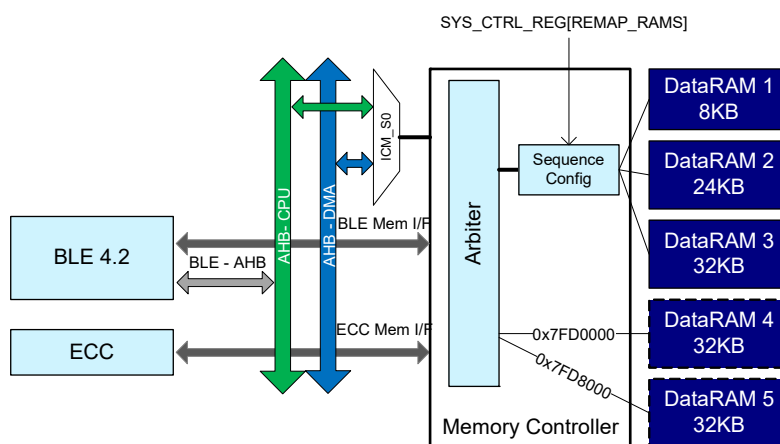 SYS_CTRL_REG[REMAP_RAMS]
DataRAM 1
8KB
ICM_S0
Sequence
Config
DataRAM 2
24KB
AHB- CPU
AHB - DMA
Arbiter
BLE Mem I/F
BLE 4.2
BLE - AHB
DataRAM 3
32KB
ECC Mem I/F
ECC
0x7FD0000
DataRAM 4
32KB
0x7FD8000
DataRAM 5
32KB
Memory Controller